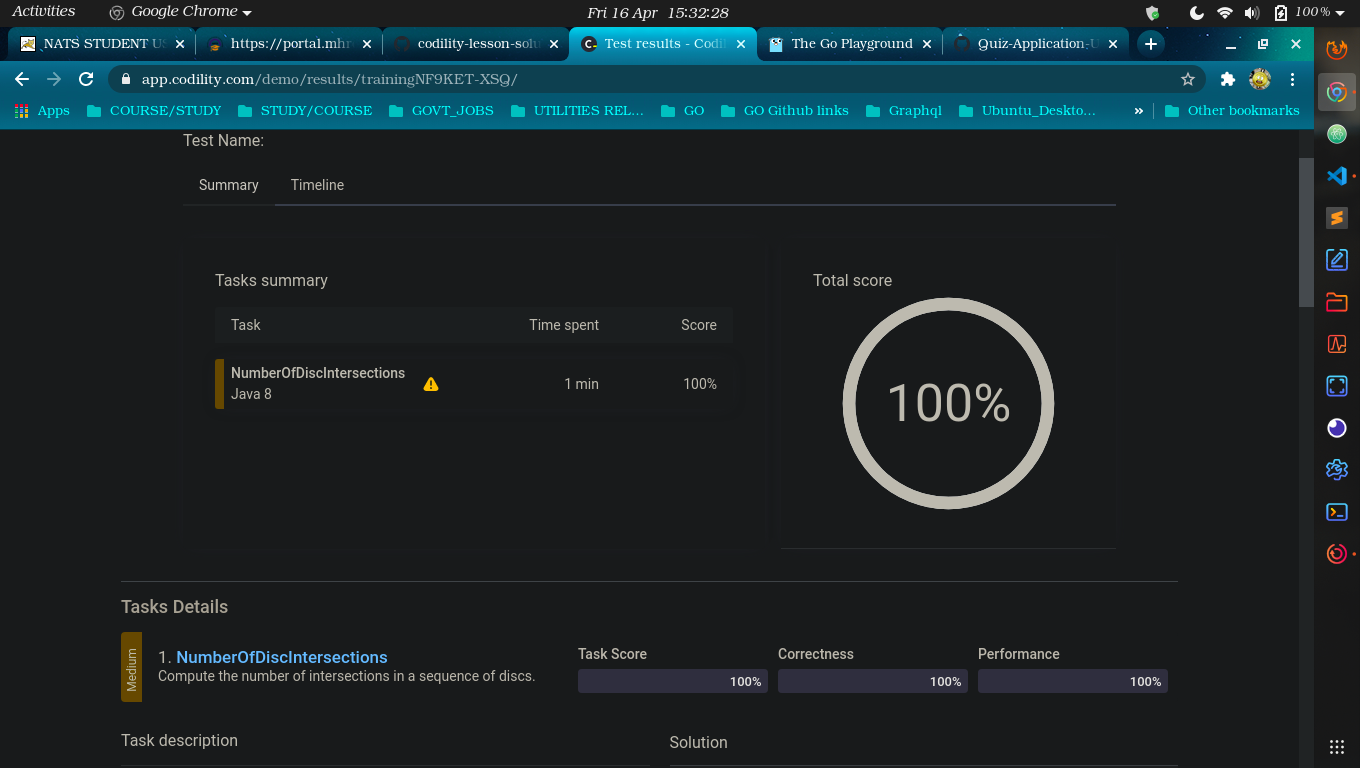 Activities Google Chrome Fri 16 Apr 15:32:28 100%
NATS STUDENT US https://portal.mhr codility-lesson-solu Test results - Codil The Go Playground Quiz-Application-U
app.codility.com/demo/results/trainingNF9KET-XSQ/
Apps COURSE/STUDY STUDY/COURSE GOVT_JOBS UTILITIES REL... GO GO Github links Graphql Ubuntu_Deskto... » Other bookmarks
Test Name:
Summary Timeline
Tasks summary
Task Time spent Score
NumberOfDiscIntersections
Java 8
1 min 100%
Total score
100%
Tasks Details
Medium
1. NumberOfDiscIntersections
Compute the number of intersections in a sequence of discs.
Task Score Correctness Performance
100% 100% 100%
Task description Solution